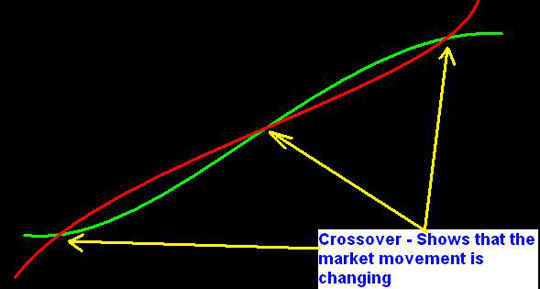 Crossover - Shows that the
market movement is
changing